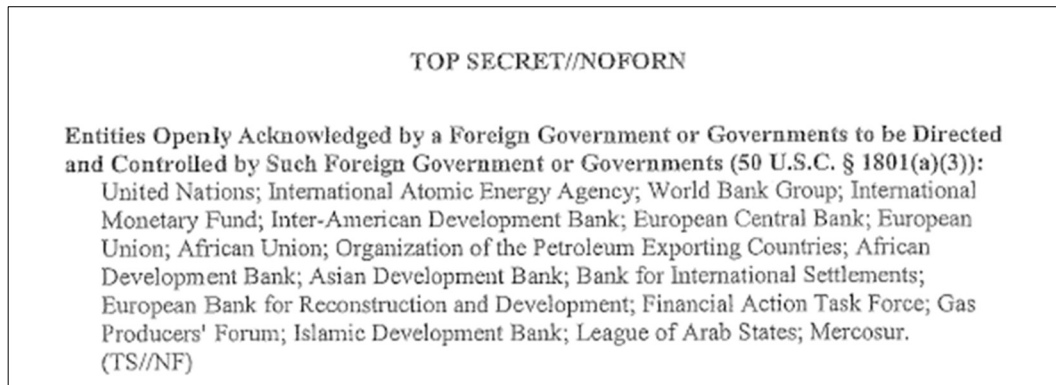 TOP SECRET//NOFORN
Entities Openly Acknowledged by a Foreign Government or Governments to be Directed
and Controlled by Such Foreign Government or Governments (50 U.S.C. § 1801(a)(3)):
United Nations; International Atomic Energy Agency; World Bank Group; International
Monetary Fund; Inter-American Development Bank; European Central Bank; European
Union; African Union; Organization of the Petroleum Exporting Countries; African
Development Bank; Asian Development Bank; Bank for International Settlements;
European Bank for Reconstruction and Development; Financial Action Task Force; Gas
Producers' Forum; Islamic Development Bank; League of Arab States; Mercosur.
(TS//NF)